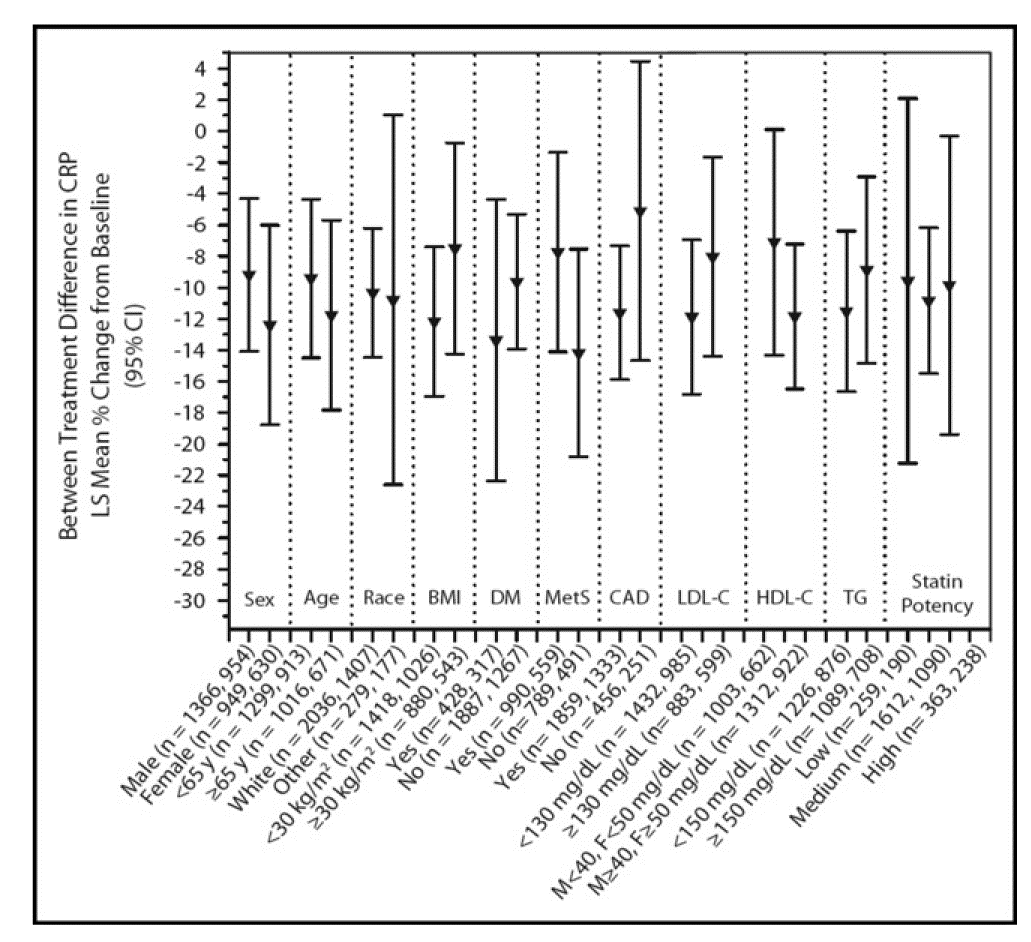 Between Treatment Difference in CRP
LS Mean % Change from Baseline
(95% CI)
4
2
0
-2
-4
-6
-8
-10
-12
-14
-16
-18
-20
-22
-24
-26
-28
-30
Sex
Age
Race
BMI
DM
MetS
CAD
LDL-C
HDL-C
TG
Statin
Potency
Male (n = 1366, 954)
Female (n = 949, 630)
<65 y (n = 1299, 913)
≥65 y (n = 1016, 671)
White (n = 2036, 1407)
Other (n = 279, 177)
<30 kg/m² (n = 1418, 1026)
≥30 kg/m² (n = 880, 543)
Yes (n= 428, 317)
No (n = 1887, 1267)
Yes (n = 990, 559)
No (n= 789, 491)
Yes (n= 1859, 1333)
No (n = 456, 251)
<130 mg/dL (n = 1432, 985)
≥130 mg/dL (n= 883, 599)
M<40, F<50 mg/dL (n = 1003, 662)
M≥40, F≥50 mg/dL (n= 1312, 922)
<150 mg/dL (n = 1226, 876)
≥150 mg/dL (n= 1089, 708)
Low (n= 259, 190)
Medium (n= 1612, 1090)
High (n= 363, 238)